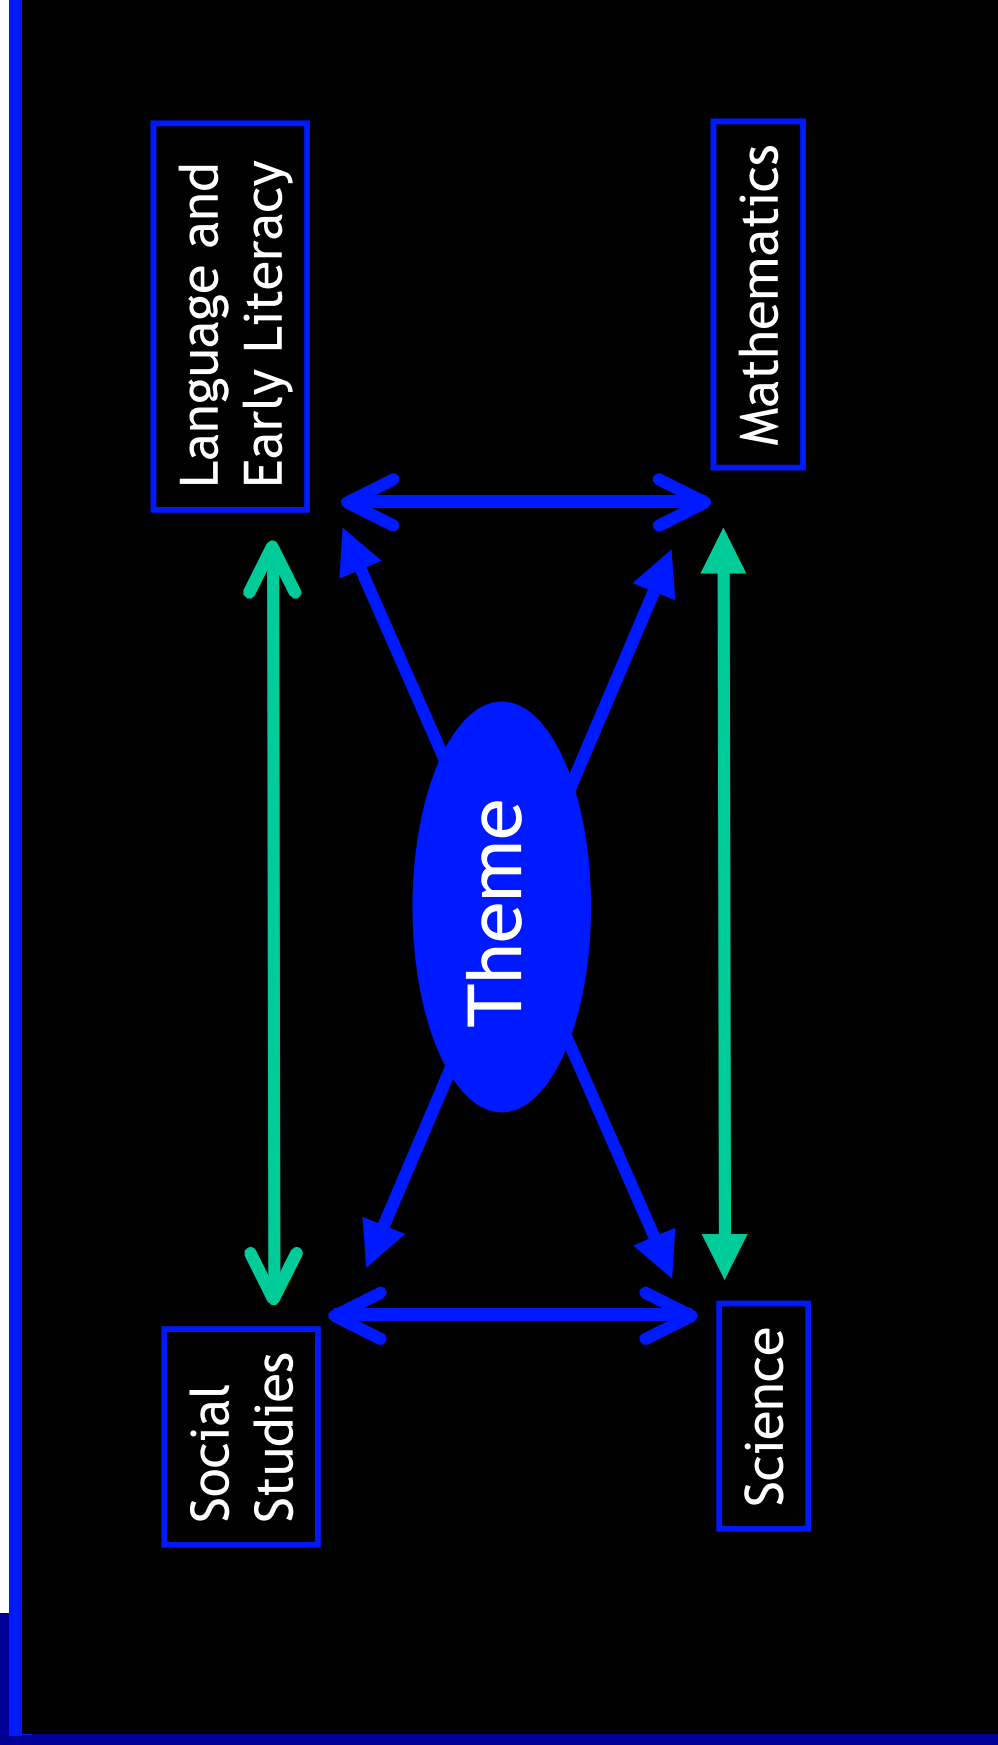 Social
Studies
Language and
Early Literacy
Theme
Science
Mathematics